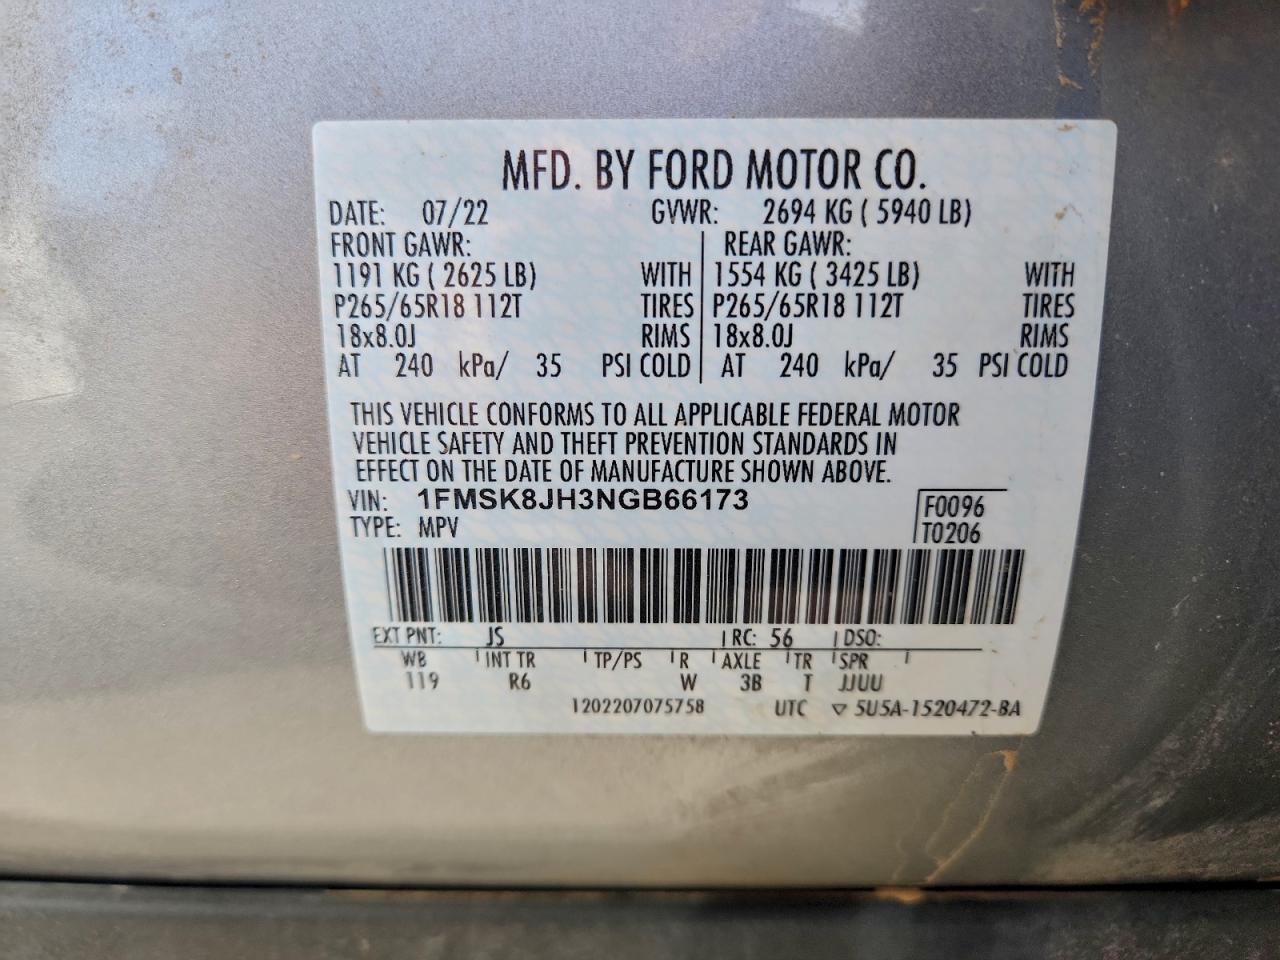 MFD. BY FORD MOTOR CO.
DATE: 07/22 GVWR: 2694 KG ( 5940 LB)
FRONT GAWR: REAR GAWR:
1191 KG ( 2625 LB) WITH 1554 KG ( 3425 LB) WITH
P265/65R18 112T TIRES P265/65R18 112T TIRES
18x8.0J RIMS 18x8.0J RIMS
AT 240 kPa/ 35 PSI COLD AT 240 kPa/ 35 PSI COLD
THIS VEHICLE CONFORMS TO ALL APPLICABLE FEDERAL MOTOR
VEHICLE SAFETY AND THEFT PREVENTION STANDARDS IN
EFFECT ON THE DATE OF MANUFACTURE SHOWN ABOVE.
VIN: 1FMSK8JH3NGB66173 F0096
TYPE: MPV T0206
EXT PNT: JS RC: 56 DSO:
WB INT TR TP/PS R AXLE TR SPR
119 R6 W 3B T JJUU
1202207075758 UTC ▽ 5U5A-1520472-BA